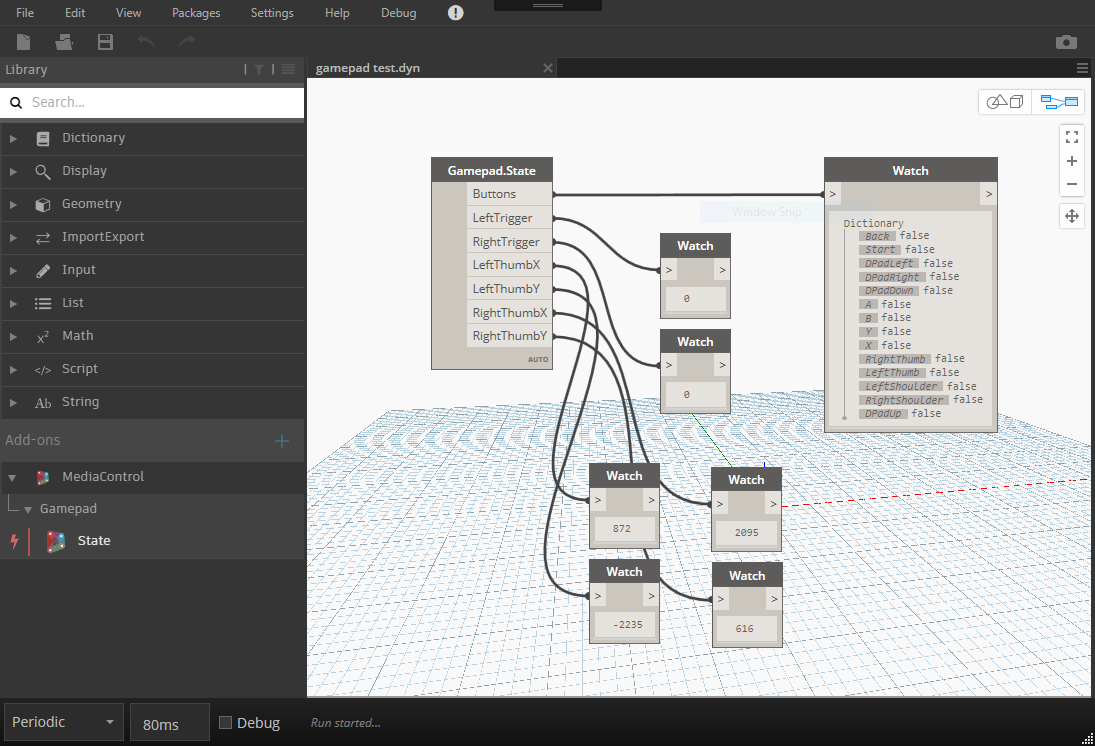 File Edit View Packages Settings Help Debug !
Library
gamepad test.dyn
Search...
Dictionary
Display
Geometry
ImportExport
Input
List
Math
Script
String
Add-ons
MediaControl
Gamepad
State
Gamepad.State
Buttons
LeftTrigger
RightTrigger
LeftThumbX
LeftThumbY
RightThumbX
RightThumbY
AUTO
Watch
> >
0
Watch
> >
0
Watch
> >
872
Watch
> >
2095
Watch
> >
-2235
Watch
> >
616
Window Snip
Watch
> >
Dictionary
Back false
Start false
DPadLeft false
DPadRight false
DPadDown false
A false
B false
Y false
X false
RightThumb false
LeftThumb false
LeftShoulder false
RightShoulder false
DPadUp false
Periodic 80ms Debug Run started...